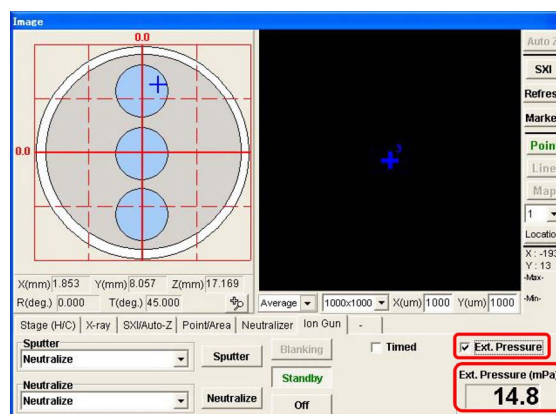 Image
0.0
0.0
3
Auto Z
SXI
Refres
Marke
Point
Line
Map
1
Locatio
X : -193
Y : 13
-Max-
-Min-
X(mm) 1.853 Y(mm) 8.057 Z(mm) 17.169
R(deg.) 0.000 T(deg.) 45.000
Average 1000x1000 X(um) 1000 Y(um) 1000
Stage (H/C) X-ray SXI/Auto-Z Point/Area Neutralizer Ion Gun -
Sputter
Neutralize
Sputter
Blanking
Timed
Ext. Pressure
Standby
Neutralize
Neutralize
Neutralize
Off
Ext. Pressure (mPa)
14.8